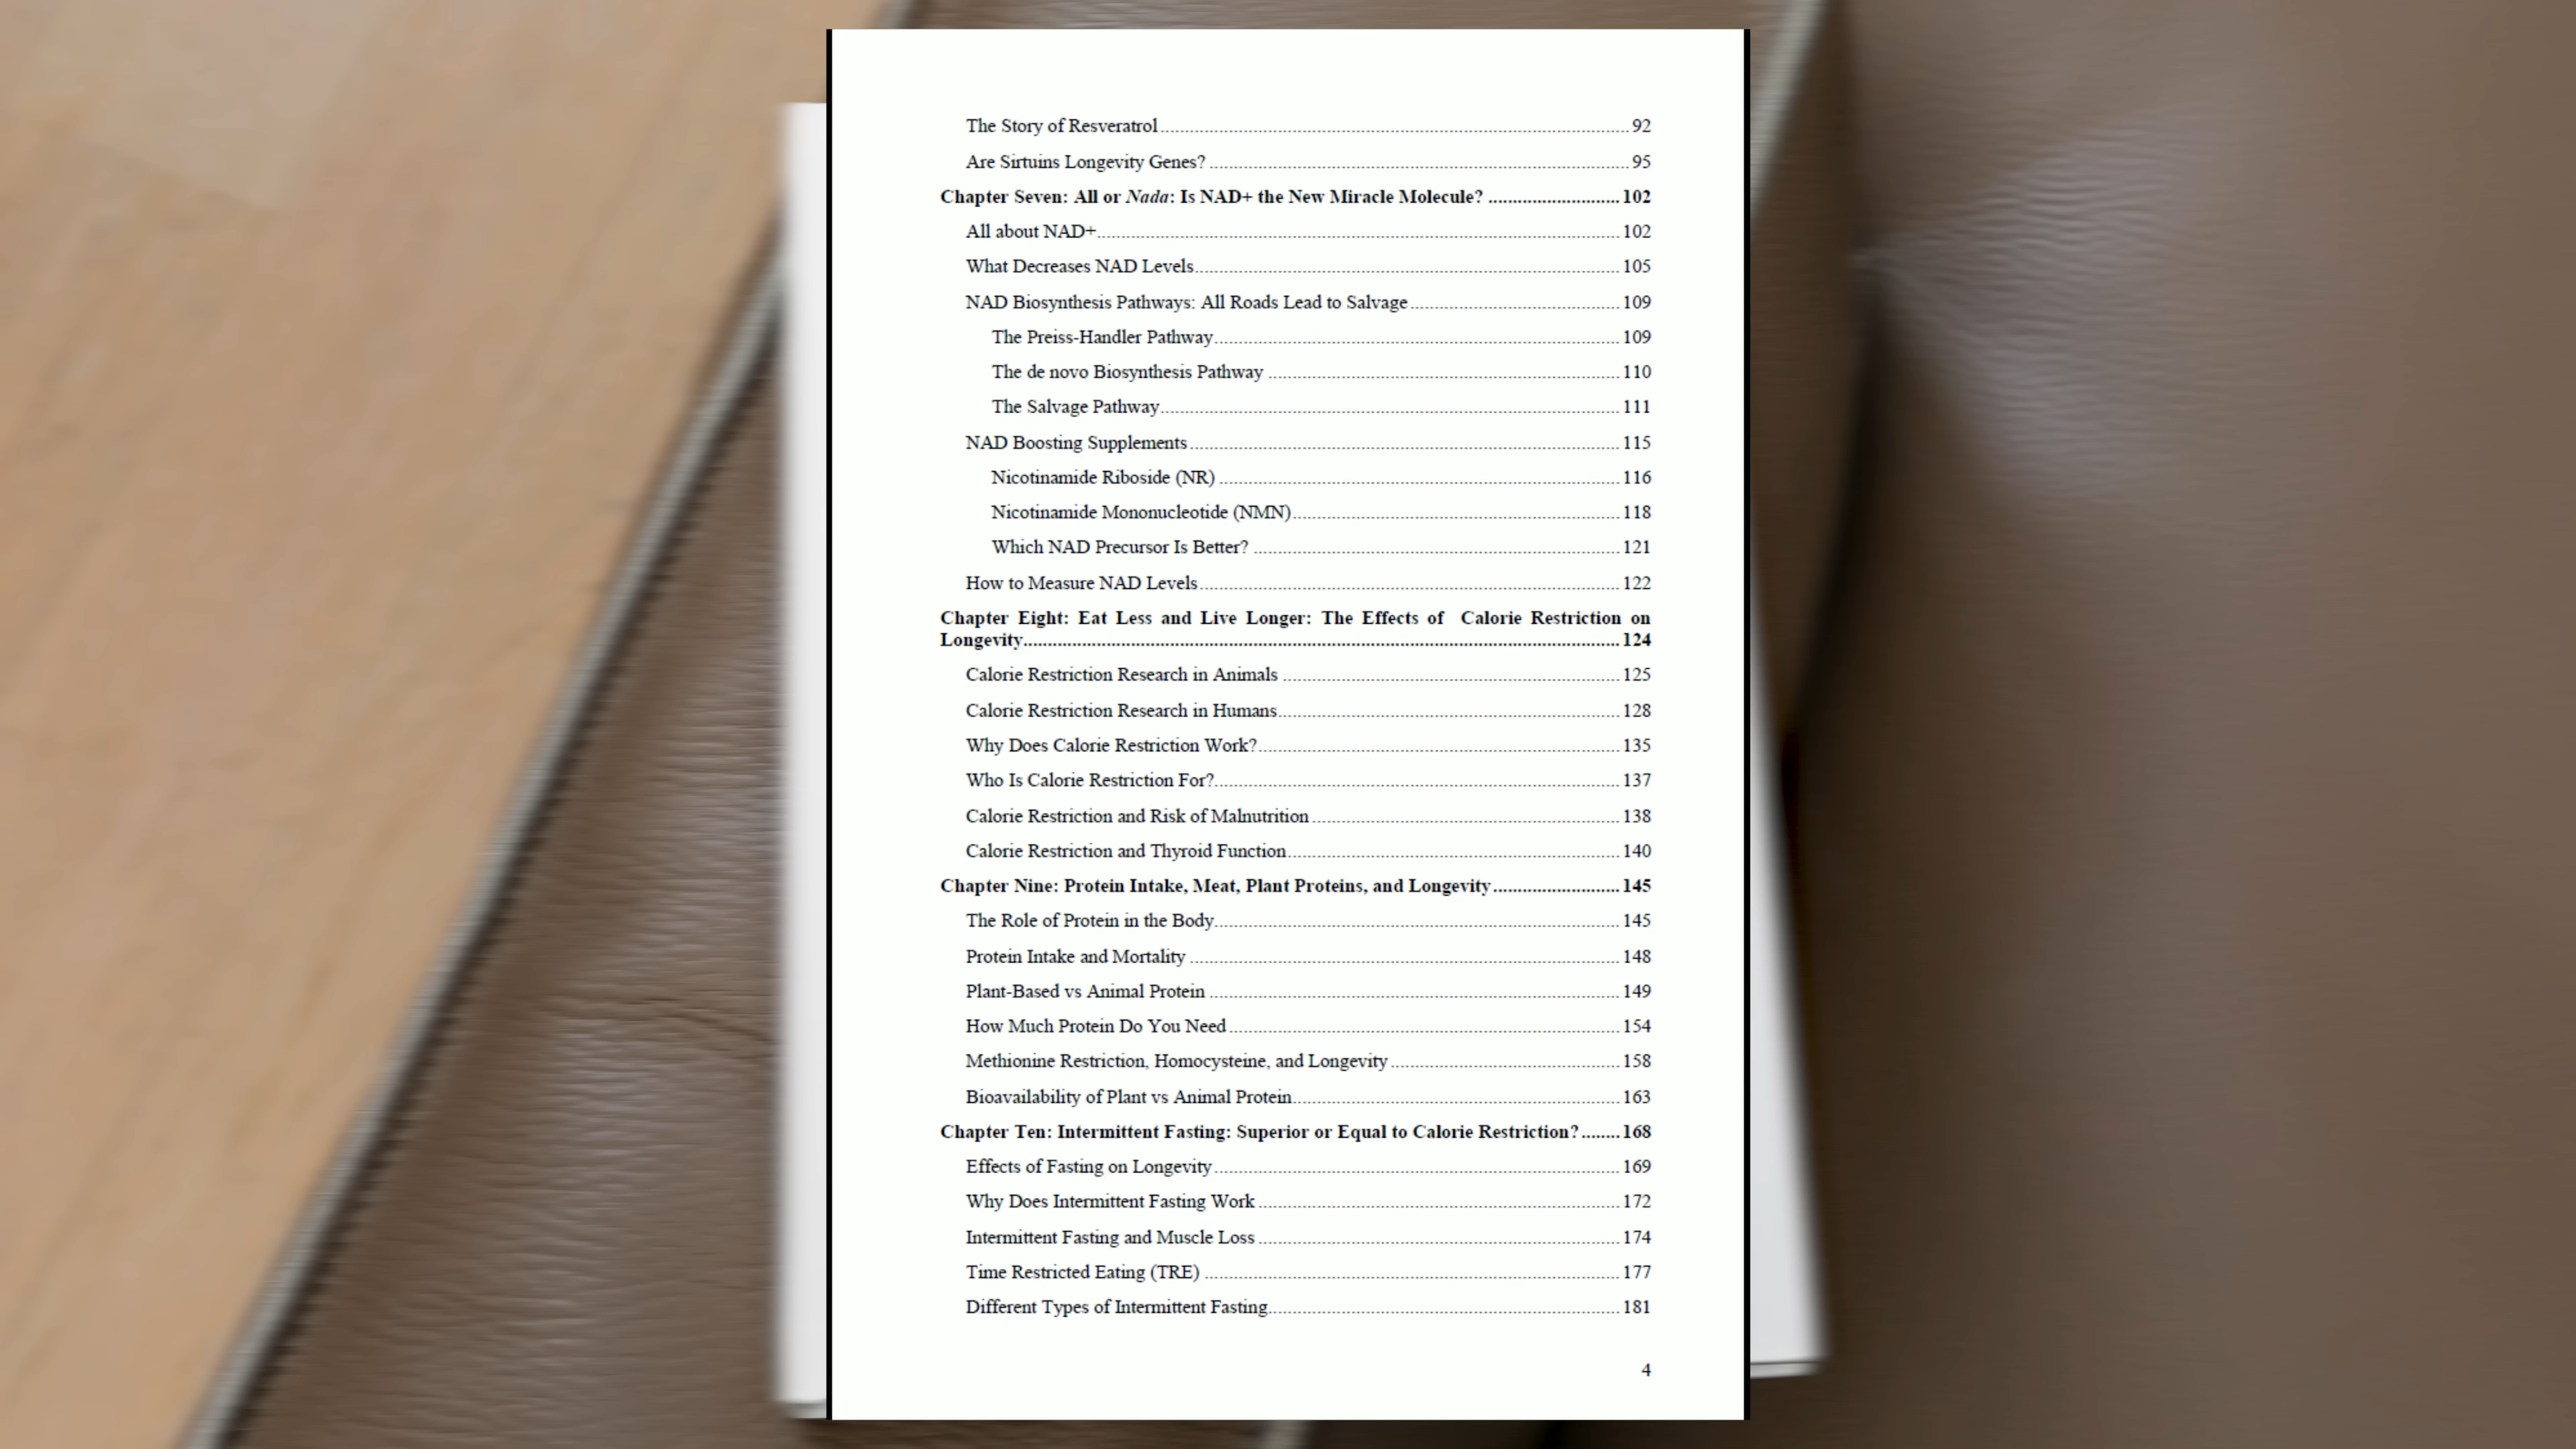 The Story of Resveratrol 92
Are Sirtuins Longevity Genes? 95
Chapter Seven: All or Nada: Is NAD+ the New Miracle Molecule? 102
All about NAD+ 102
What Decreases NAD Levels 105
NAD Biosynthesis Pathways: All Roads Lead to Salvage 109
The Preiss-Handler Pathway 109
The de novo Biosynthesis Pathway 110
The Salvage Pathway 111
NAD Boosting Supplements 115
Nicotinamide Riboside (NR) 116
Nicotinamide Mononucleotide (NMN) 118
Which NAD Precursor Is Better? 121
How to Measure NAD Levels 122
Chapter Eight: Eat Less and Live Longer: The Effects of Calorie Restriction on
Longevity 124
Calorie Restriction Research in Animals 125
Calorie Restriction Research in Humans 128
Why Does Calorie Restriction Work? 135
Who Is Calorie Restriction For? 137
Calorie Restriction and Risk of Malnutrition 138
Calorie Restriction and Thyroid Function 140
Chapter Nine: Protein Intake, Meat, Plant Proteins, and Longevity 145
The Role of Protein in the Body 145
Protein Intake and Mortality 148
Plant-Based vs Animal Protein 149
How Much Protein Do You Need 154
Methionine Restriction, Homocysteine, and Longevity 158
Bioavailability of Plant vs Animal Protein 163
Chapter Ten: Intermittent Fasting: Superior or Equal to Calorie Restriction? 168
Effects of Fasting on Longevity 169
Why Does Intermittent Fasting Work 172
Intermittent Fasting and Muscle Loss 174
Time Restricted Eating (TRE) 177
Different Types of Intermittent Fasting 181
4